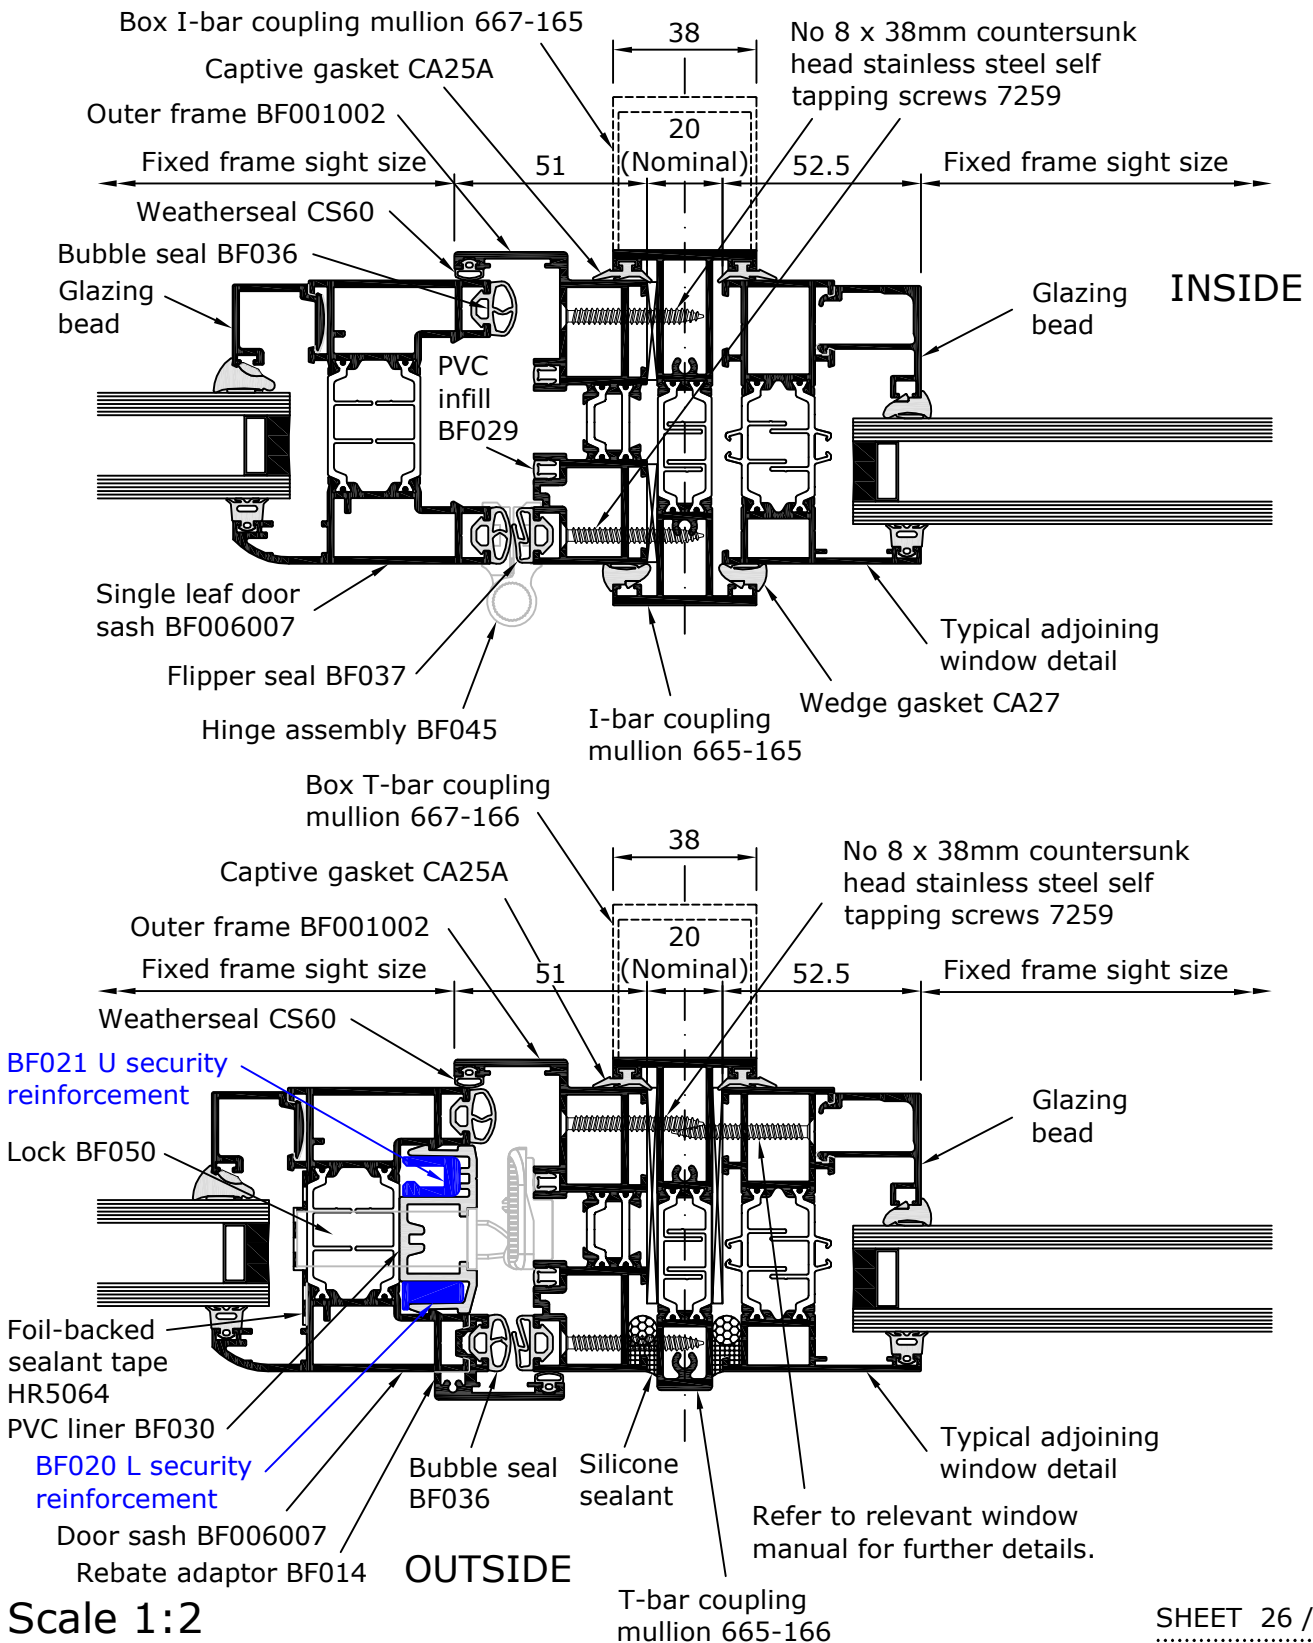 Box I-bar coupling mullion 667-165
38
No 8 x 38mm countersunk
head stainless steel self
tapping screws 7259
Captive gasket CA25A
Outer frame BF001002
20
(Nominal)
Fixed frame sight size
51
52.5
Fixed frame sight size
Weatherseal CS60
Bubble seal BF036
Glazing
bead
INSIDE
Glazing
bead
PVC
infill
BF029
Single leaf door
sash BF006007
Typical adjoining
window detail
Flipper seal BF037
Wedge gasket CA27
Hinge assembly BF045
I-bar coupling
mullion 665-165
Box T-bar coupling
mullion 667-166
38
No 8 x 38mm countersunk
head stainless steel self
tapping screws 7259
Captive gasket CA25A
Outer frame BF001002
20
(Nominal)
Fixed frame sight size
51
52.5
Fixed frame sight size
Weatherseal CS60
BF021 U security
reinforcement
Glazing
bead
Lock BF050
Foil-backed
sealant tape
HR5064
PVC liner BF030
BF020 L security
reinforcement
Bubble seal
BF036
Silicone
sealant
Typical adjoining
window detail
Door sash BF006007
Refer to relevant window
manual for further details.
Rebate adaptor BF014
OUTSIDE
Scale 1:2
T-bar coupling
mullion 665-166
SHEET 26 /